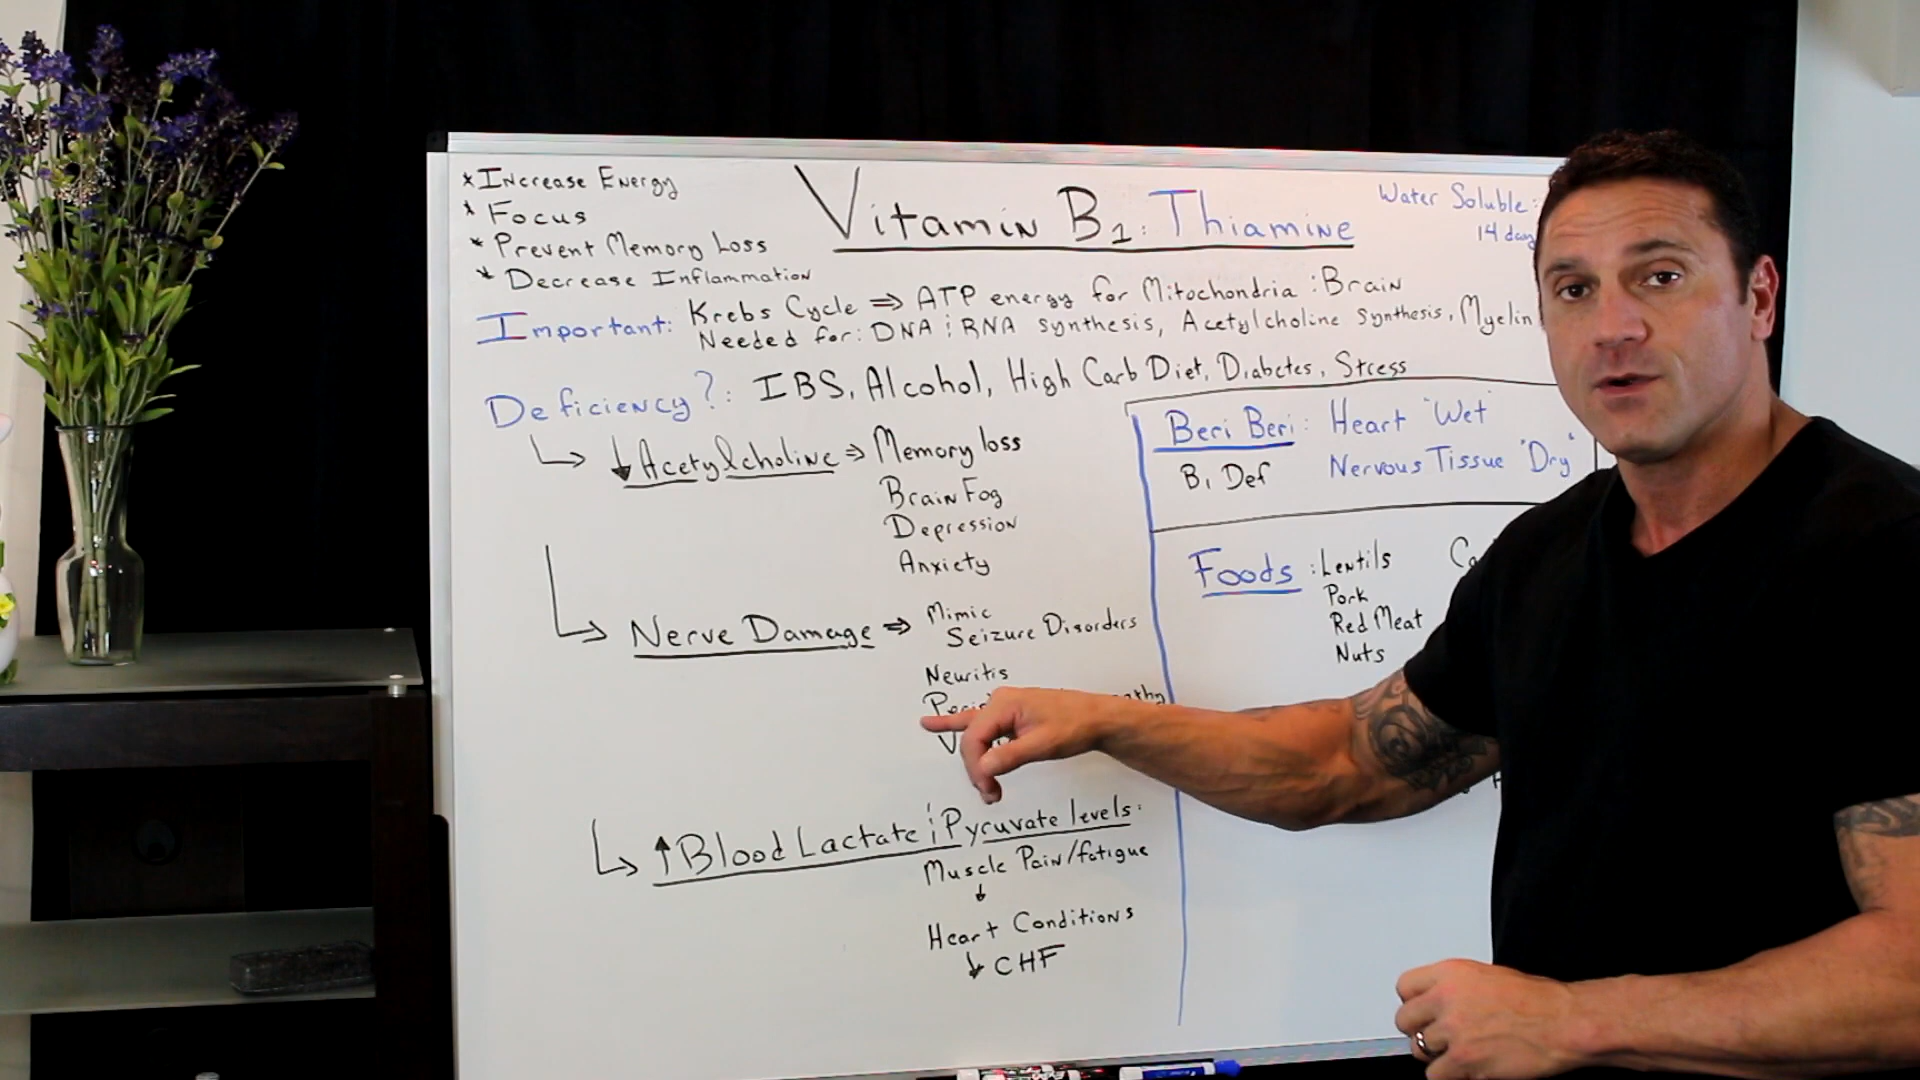 * Increase Energy
* Focus
* Prevent Memory Loss
* Decrease Inflammation
Vitamin B1: Thiamine
Water Soluble:
14 day
Important: Krebs Cycle ⇒ ATP energy for Mitochondria: Brain
Needed for: DNA & RNA synthesis, Acetylcholine synthesis, Myelin
Deficiency?: IBS, Alcohol, High Carb Diet, Diabetes, Stress
↳ ↓ Acetylcholine ⇒ Memory loss
Brain Fog
Depression
Anxiety
↳ Nerve Damage ⇒ Mimic
Seizure Disorders
Neuritis
↳ ↑ Blood Lactate & Pyruvate levels:
Muscle Pain/fatigue
↓
Heart Conditions
↓ CHF
Beri Beri: Heart "Wet"
B1 Def Nervous Tissue "Dry"
Foods: Lentils
Pork
Red Meat
Nuts